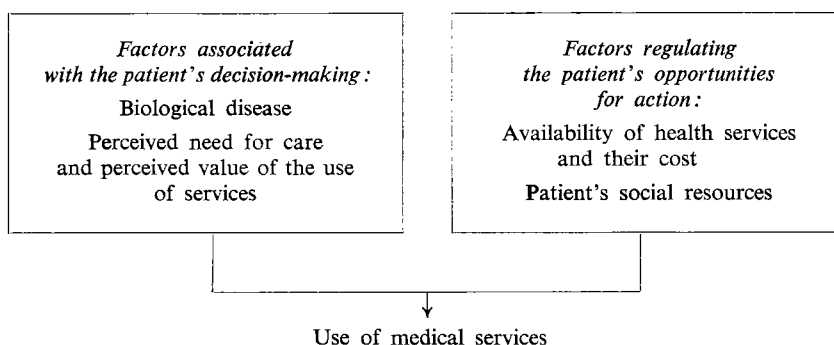 Factors associated
with the patient's decision-making:
Biological disease
Perceived need for care
and perceived value of the use
of services
Factors regulating
the patient's opportunities
for action:
Availability of health services
and their cost
Patient's social resources
Use of medical services